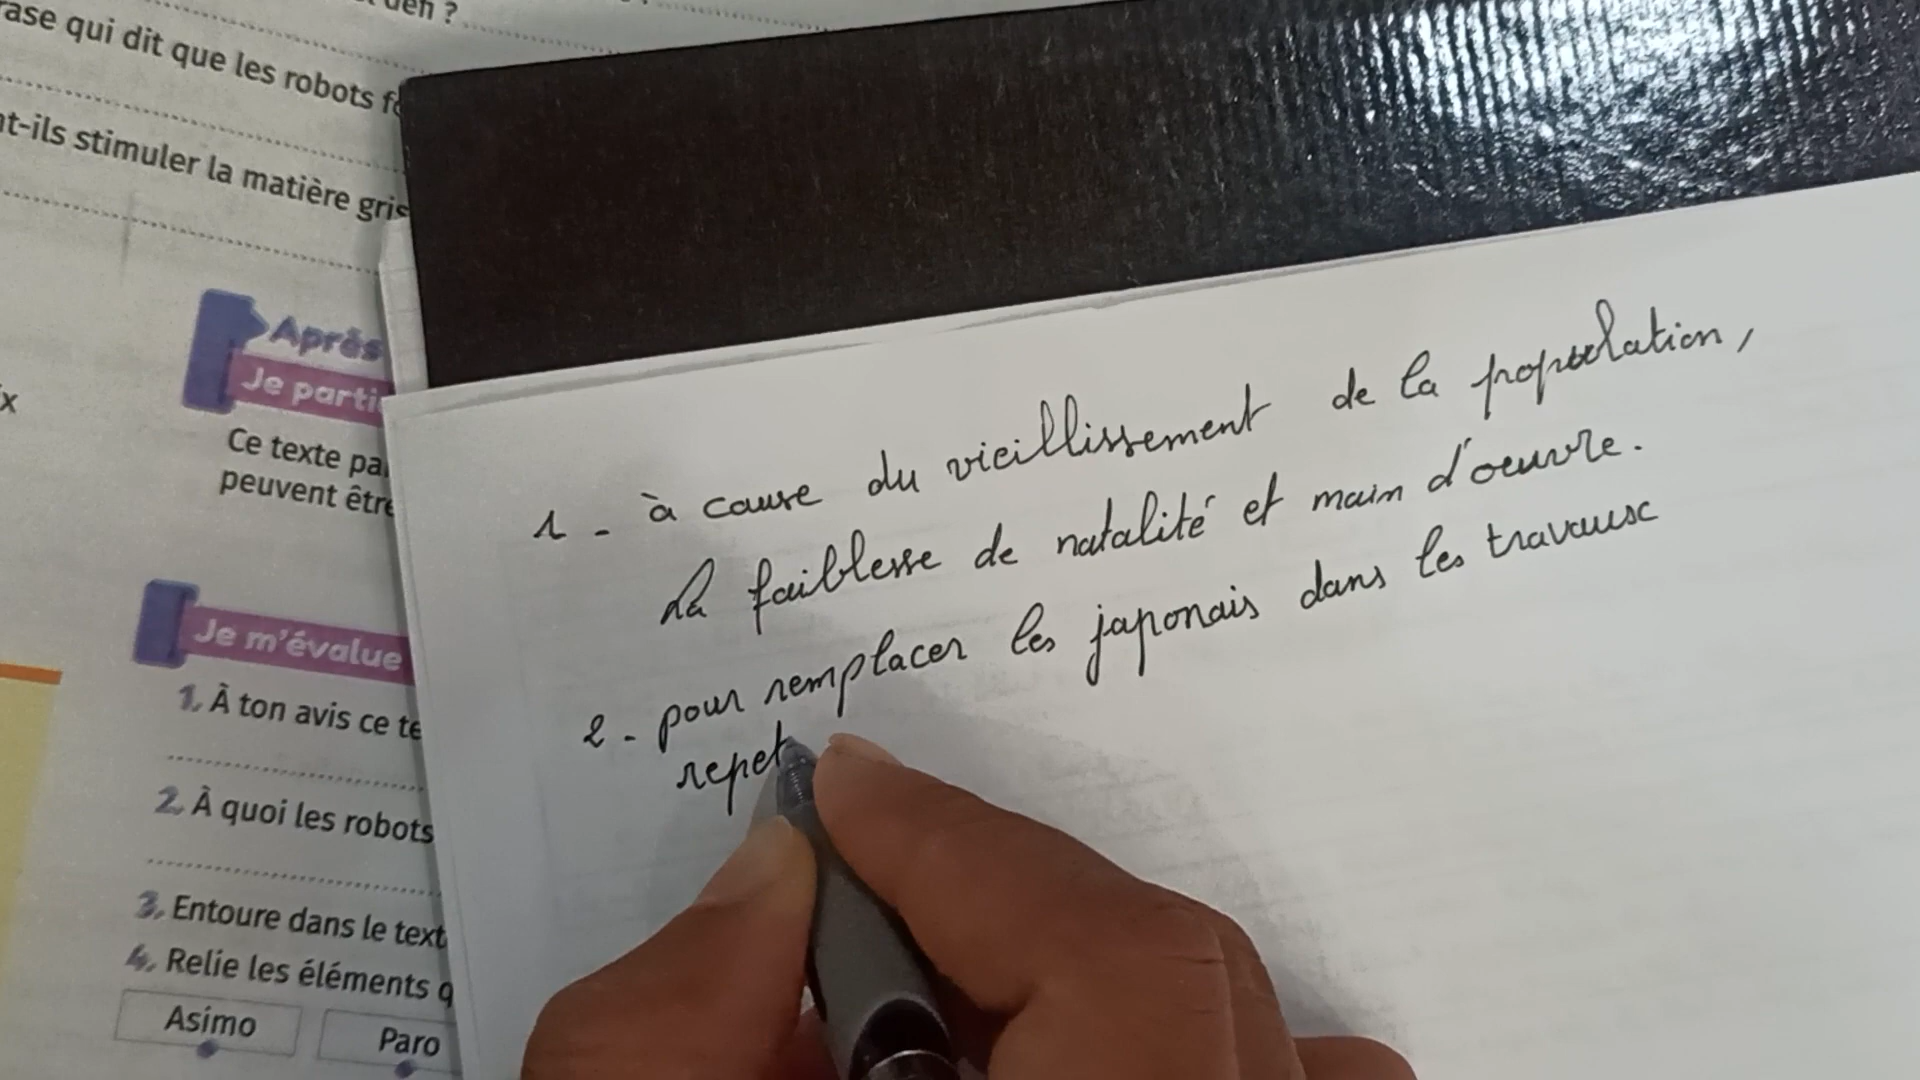 défi ?
ase qui dit que les robots
t-ils stimuler la matière gris
x
Après
Je parti
Ce texte pa
peuvent être
Je m'évalue
1. À ton avis ce te
2. À quoi les robots
3. Entoure dans le text
4. Relie les éléments q
Asimo
Paro
1 - à cause du vieillissement de la population,
La faiblesse de natalité et main d'oeuvre.
2 - pour remplacer les japonais dans les travaux
repet